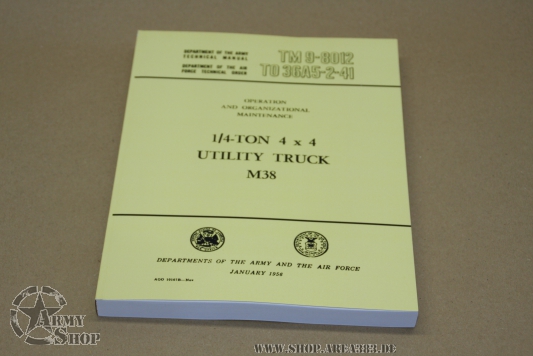 DEPARTMENT OF THE ARMY
TECHNICAL MANUAL
DEPARTMENT OF THE AIR
FORCE TECHNICAL ORDER
TM 9-8012
TO 36A5-2-41
OPERATION
AND ORGANIZATIONAL
MAINTENANCE
1/4-TON 4 x 4
UTILITY TRUCK
M38
DEPARTMENTS OF THE ARMY AND THE AIR FORCE
JANUARY 1956
ARMY
SHOP